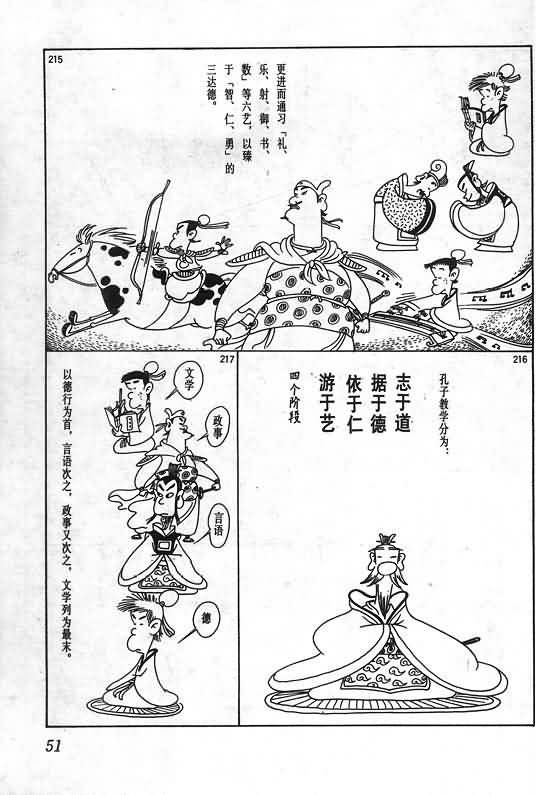 215
更进而通习「礼、
乐、射、御、书、
数」等六艺，以臻
于「智、仁、勇」的
三达德。
216
孔子教学分为：
志于道
据于德
依于仁
游于艺
四个阶段
217
文学
政事
言语
德
以德行为首，言语次之，政事又次之，文学列为最末。
51